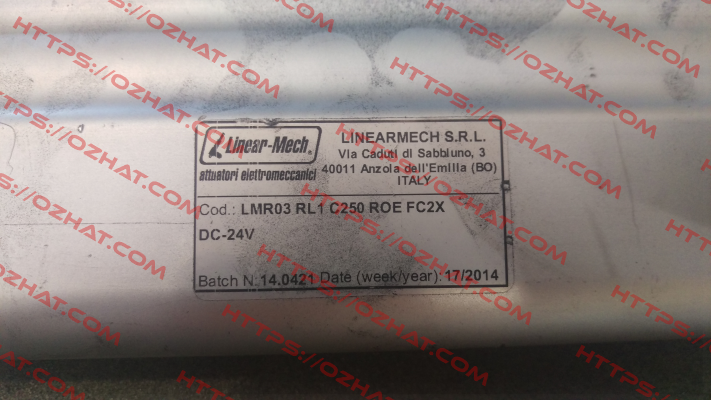 Linear-Mech®
attuatori elettromeccanici
LINEARMECH S.R.L.
Via Caduti di Sabbiuno, 3
40011 Anzola dell'Emilia (BO)
ITALY
Cod.: LMR03 RL1 C250 ROE FC2X
DC-24V
Batch N.14.0421 Date (week/year): 17/2014
HTTPS://OZHAT.COM